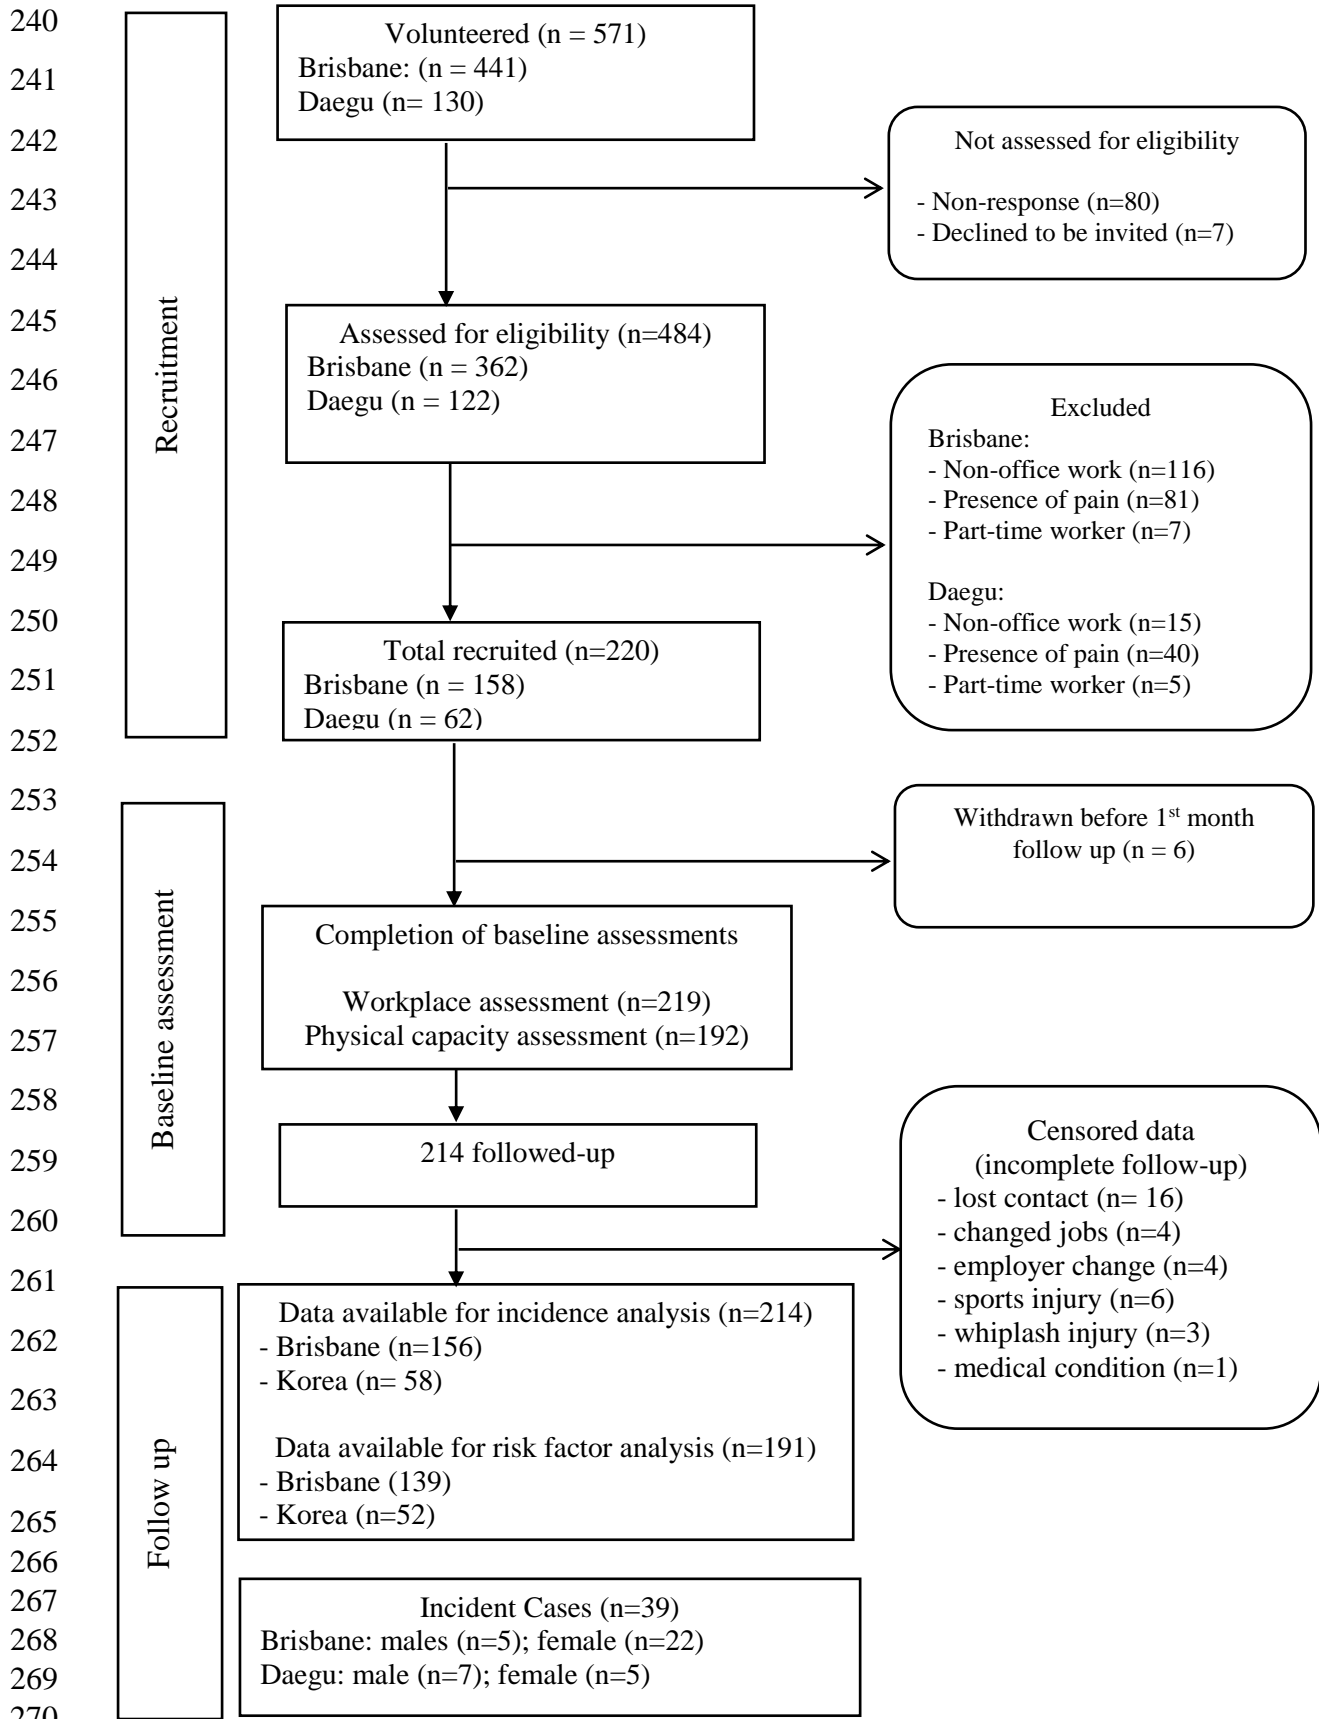 240
241
242
243
244
245
246
247
248
249
250
251
252
253
254
255
256
257
258
259
260
261
262
263
264
265
266
267
268
269
270
Recruitment
Volunteered (n = 571)
Brisbane: (n = 441)
Daegu (n= 130)
Not assessed for eligibility
- Non-response (n=80)
- Declined to be invited (n=7)
Assessed for eligibility (n=484)
Brisbane (n = 362)
Daegu (n = 122)
Excluded
Brisbane:
- Non-office work (n=116)
- Presence of pain (n=81)
- Part-time worker (n=7)
Daegu:
- Non-office work (n=15)
- Presence of pain (n=40)
- Part-time worker (n=5)
Total recruited (n=220)
Brisbane (n = 158)
Daegu (n = 62)
Baseline assessment
Withdrawn before 1st month
follow up (n = 6)
Completion of baseline assessments
Workplace assessment (n=219)
Physical capacity assessment (n=192)
214 followed-up
Censored data
(incomplete follow-up)
- lost contact (n= 16)
- changed jobs (n=4)
- employer change (n=4)
- sports injury (n=6)
- whiplash injury (n=3)
- medical condition (n=1)
Follow up
Data available for incidence analysis (n=214)
- Brisbane (n=156)
- Korea (n= 58)
Data available for risk factor analysis (n=191)
- Brisbane (139)
- Korea (n=52)
Incident Cases (n=39)
Brisbane: males (n=5); female (n=22)
Daegu: male (n=7); female (n=5)